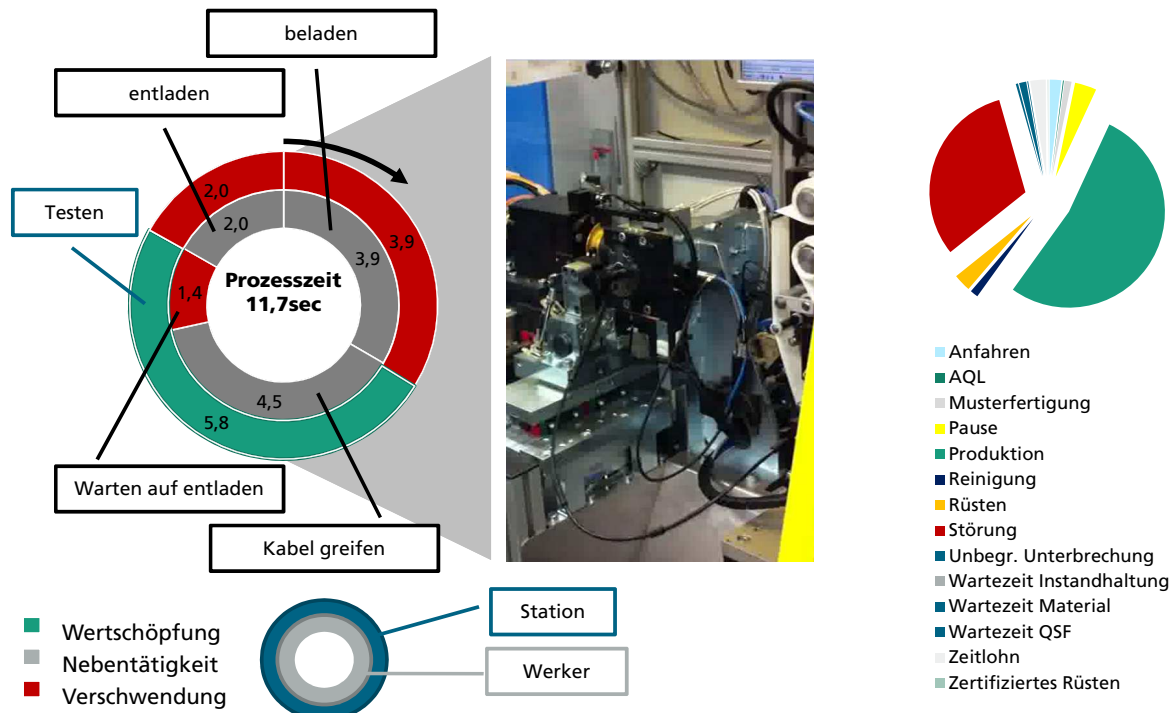 beladen
entladen
Testen
2,0
2,0
3,9
3,9
1,4
Prozesszeit
11,7sec
4,5
5,8
Warten auf entladen
Kabel greifen
Station
Werker
Wertschöpfung
Nebentätigkeit
Verschwendung
Anfahren
AQL
Musterfertigung
Pause
Produktion
Reinigung
Rüsten
Störung
Unbegr. Unterbrechung
Wartezeit Instandhaltung
Wartezeit Material
Wartezeit QSF
Zeitlohn
Zertifiziertes Rüsten